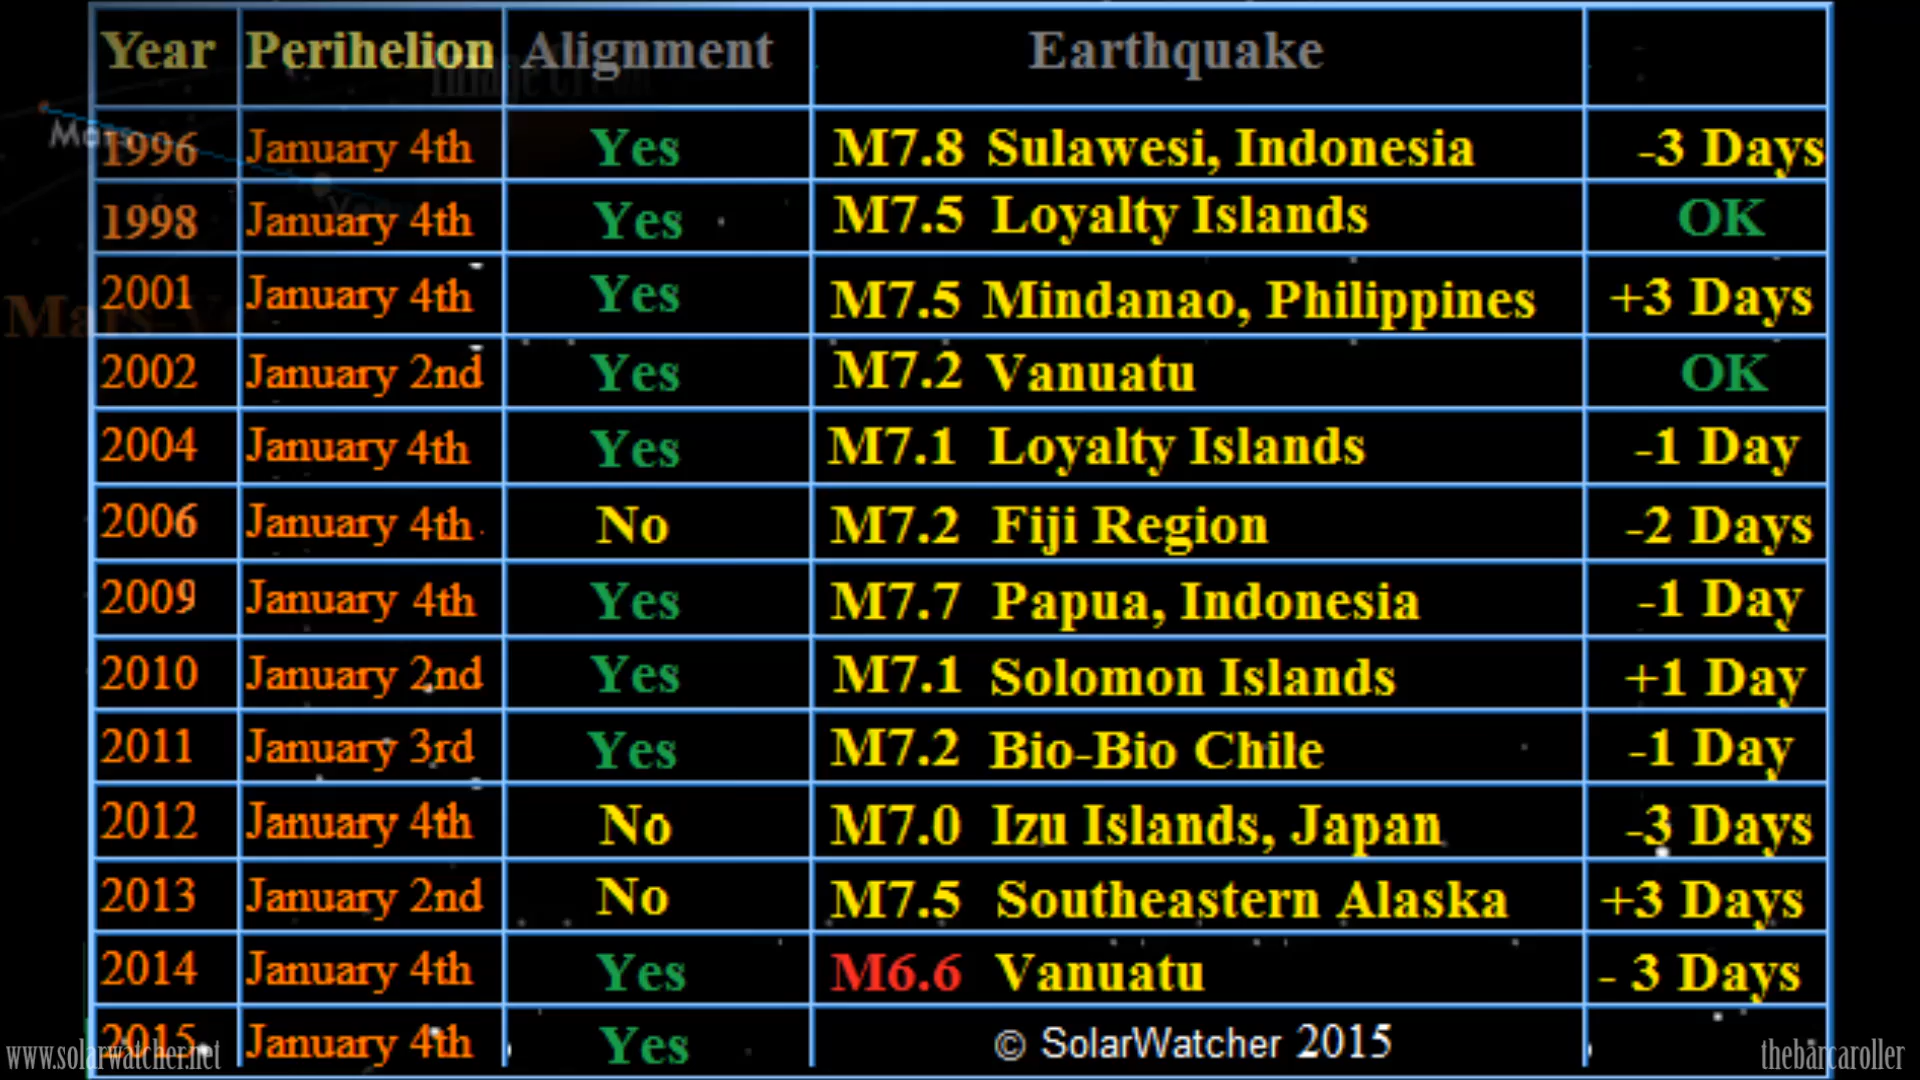 Year Perihelion Alignment Earthquake
1996 January 4th Yes M7.8 Sulawesi, Indonesia -3 Days
1998 January 4th Yes M7.5 Loyalty Islands OK
2001 January 4th Yes M7.5 Mindanao, Philippines +3 Days
2002 January 2nd Yes M7.2 Vanuatu OK
2004 January 4th Yes M7.1 Loyalty Islands -1 Day
2006 January 4th No M7.2 Fiji Region -2 Days
2009 January 4th Yes M7.7 Papua, Indonesia -1 Day
2010 January 2nd Yes M7.1 Solomon Islands +1 Day
2011 January 3rd Yes M7.2 Bio-Bio Chile -1 Day
2012 January 4th No M7.0 Izu Islands, Japan -3 Days
2013 January 2nd No M7.5 Southeastern Alaska +3 Days
2014 January 4th Yes M6.6 Vanuatu - 3 Days
2015 January 4th Yes © SolarWatcher 2015
Mars
www.solarwatcher.net
thebarcaroller